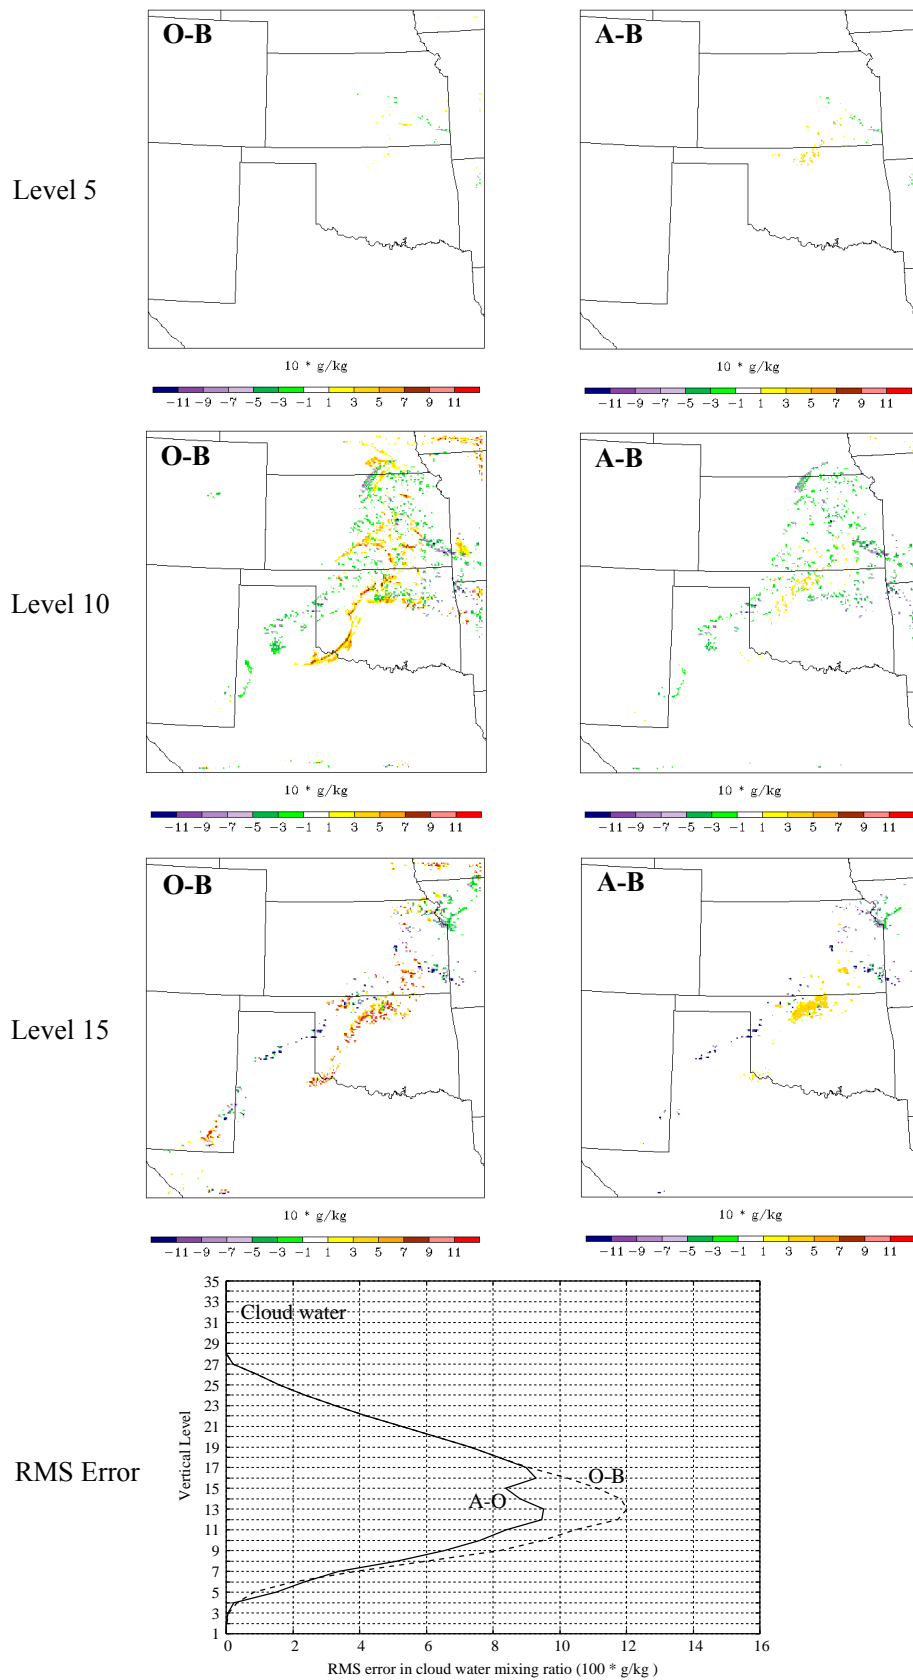 O-B
A-B
Level 5
10 * g/kg
10 * g/kg
-11 -9 -7 -5 -3 -1 1 3 5 7 9 11
-11 -9 -7 -5 -3 -1 1 3 5 7 9 11
O-B
A-B
Level 10
10 * g/kg
10 * g/kg
-11 -9 -7 -5 -3 -1 1 3 5 7 9 11
-11 -9 -7 -5 -3 -1 1 3 5 7 9 11
O-B
A-B
Level 15
10 * g/kg
10 * g/kg
-11 -9 -7 -5 -3 -1 1 3 5 7 9 11
-11 -9 -7 -5 -3 -1 1 3 5 7 9 11
RMS Error
Vertical Level
35
33
31
29
27
25
23
21
19
17
15
13
11
9
7
5
3
1
Cloud water
O-B
A-O
0 2 4 6 8 10 12 14 16
RMS error in cloud water mixing ratio (100 * g/kg )